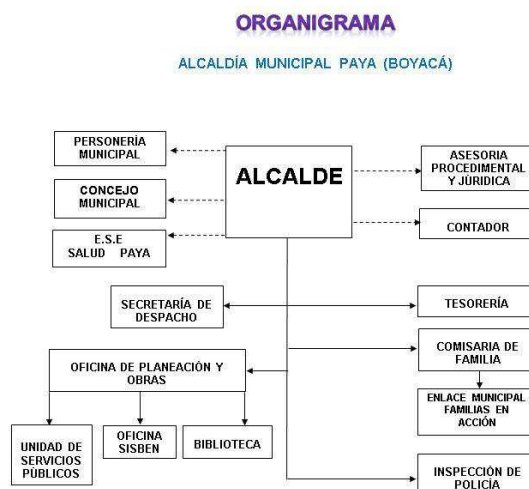 ORGANIGRAMA
ALCALDÍA MUNICIPAL PAYA (BOYACÁ)
PERSONERÍA
MUNICIPAL
CONCEJO
MUNICIPAL
E.S.E
SALUD PAYA
ALCALDE
ASESORIA
PROCEDIMENTAL
Y JÚRIDICA
CONTADOR
SECRETARÍA DE
DESPACHO
TESORERÍA
OFICINA DE PLANEACIÓN Y
OBRAS
COMISARIA DE
FAMILIA
ENLACE MUNICIPAL
FAMILIAS EN
ACCIÓN
UNIDAD DE
SERVICIOS
PÚBLICOS
OFICINA
SISBEN
BIBLIOTECA
INSPECCIÓN DE
POLICÍA